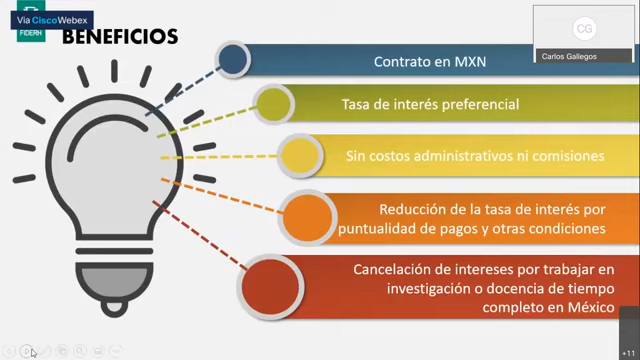 Via Cisco Webex
FIDERH
BENEFICIOS
CG
Carlos Gallegos
Contrato en MXN
Tasa de interés preferencial
Sin costos administrativos ni comisiones
Reducción de la tasa de interés por
puntualidad de pagos y otras condiciones
Cancelación de intereses por trabajar en
investigación o docencia de tiempo
completo en México
+11